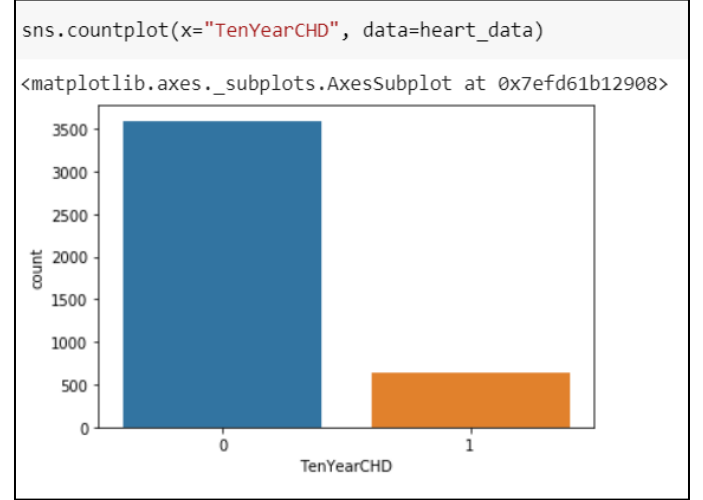 sns.countplot(x="TenYearCHD", data=heart_data)
<matplotlib.axes._subplots.AxesSubplot at 0x7efd61b12908>
3500
3000
2500
2000
1500
1000
500
0
count
0 1
TenYearCHD